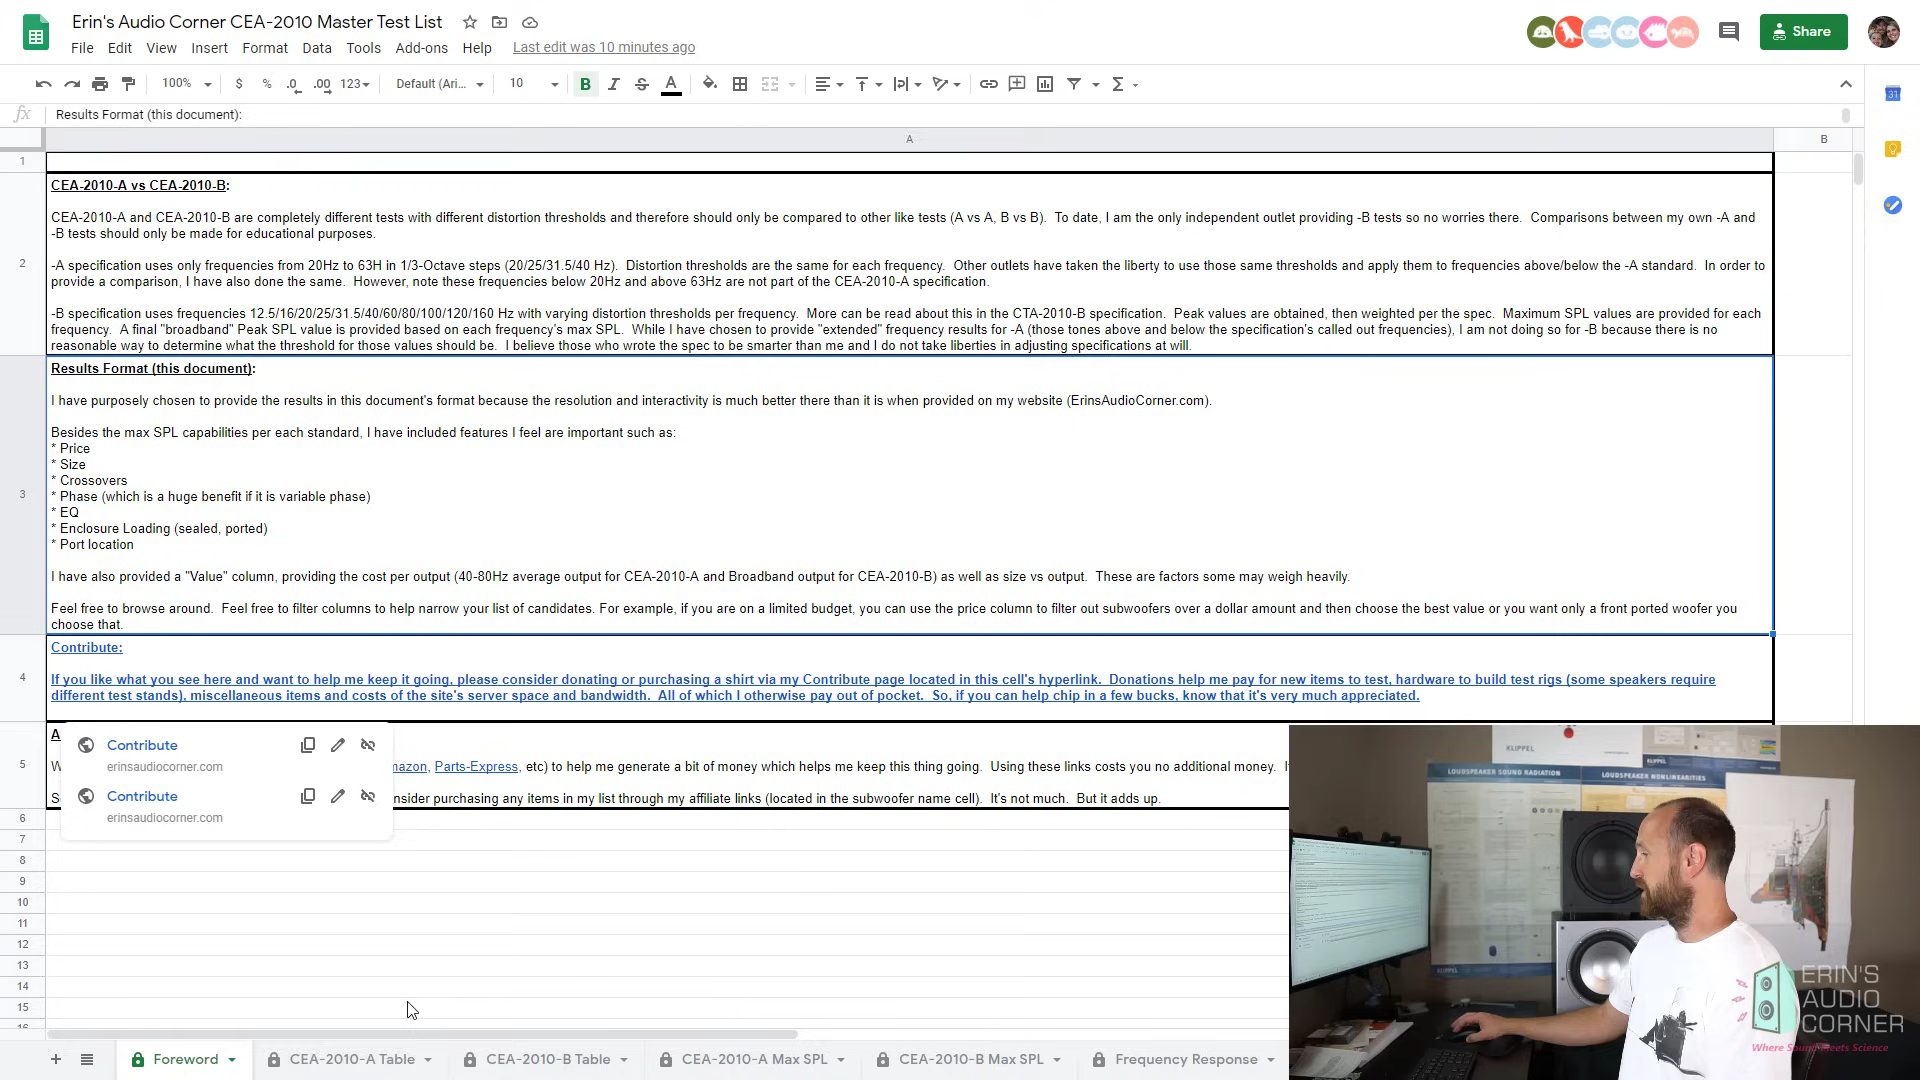 Erin's Audio Corner CEA-2010 Master Test List
File Edit View Insert Format Data Tools Add-ons Help Last edit was 10 minutes ago
Share
100% $ % .0 .00 123 Default (Ari... 10 B I S A
31
fx Results Format (this document):
A B
1
CEA-2010-A vs CEA-2010-B:
CEA-2010-A and CEA-2010-B are completely different tests with different distortion thresholds and therefore should only be compared to other like tests (A vs A, B vs B). To date, I am the only independent outlet providing -B tests so no worries there. Comparisons between my own -A and
-B tests should only be made for educational purposes.
2
-A specification uses only frequencies from 20Hz to 63H in 1/3-Octave steps (20/25/31.5/40 Hz). Distortion thresholds are the same for each frequency. Other outlets have taken the liberty to use those same thresholds and apply them to frequencies above/below the -A standard. In order to
provide a comparison, I have also done the same. However, note these frequencies below 20Hz and above 63Hz are not part of the CEA-2010-A specification.
-B specification uses frequencies 12.5/16/20/25/31.5/40/60/80/100/120/160 Hz with varying distortion thresholds per frequency. More can be read about this in the CTA-2010-B specification. Peak values are obtained, then weighted per the spec. Maximum SPL values are provided for each
frequency. A final "broadband" Peak SPL value is provided based on each frequency's max SPL. While I have chosen to provide "extended" frequency results for -A (those tones above and below the specification's called out frequencies), I am not doing so for -B because there is no
reasonable way to determine what the threshold for those values should be. I believe those who wrote the spec to be smarter than me and I do not take liberties in adjusting specifications at will.
Results Format (this document):
I have purposely chosen to provide the results in this document's format because the resolution and interactivity is much better there than it is when provided on my website (ErinsAudioCorner.com).
Besides the max SPL capabilities per each standard, I have included features I feel are important such as:
* Price
* Size
* Crossovers
3
* Phase (which is a huge benefit if it is variable phase)
* EQ
* Enclosure Loading (sealed, ported)
* Port location
I have also provided a "Value" column, providing the cost per output (40-80Hz average output for CEA-2010-A and Broadband output for CEA-2010-B) as well as size vs output. These are factors some may weigh heavily.
Feel free to browse around. Feel free to filter columns to help narrow your list of candidates. For example, if you are on a limited budget, you can use the price column to filter out subwoofers over a dollar amount and then choose the best value or you want only a front ported woofer you
choose that.
Contribute:
4
If you like what you see here and want to help me keep it going, please consider donating or purchasing a shirt via my Contribute page located in this cell's hyperlink. Donations help me pay for new items to test, hardware to build test rigs (some speakers require
different test stands), miscellaneous items and costs of the site's server space and bandwidth. All of which I otherwise pay out of pocket. So, if you can help chip in a few bucks, know that it's very much appreciated.
A
Contribute
erinsaudiocorner.com
5
mazon, Parts-Express, etc) to help me generate a bit of money which helps me keep this thing going. Using these links costs you no additional money.
Contribute
erinsaudiocorner.com
nsider purchasing any items in my list through my affiliate links (located in the subwoofer name cell). It's not much. But it adds up.
6
7
8
9
10
11
12
13
14
15
16
KLIPPEL
LOUDSPEAKER SOUND RADIATION
LOUDSPEAKER NONLINEARITIES
KLIPPEL
ERIN'S
AUDIO
CORNER
Where Sound Meets Science
Foreword CEA-2010-A Table CEA-2010-B Table CEA-2010-A Max SPL CEA-2010-B Max SPL Frequency Response